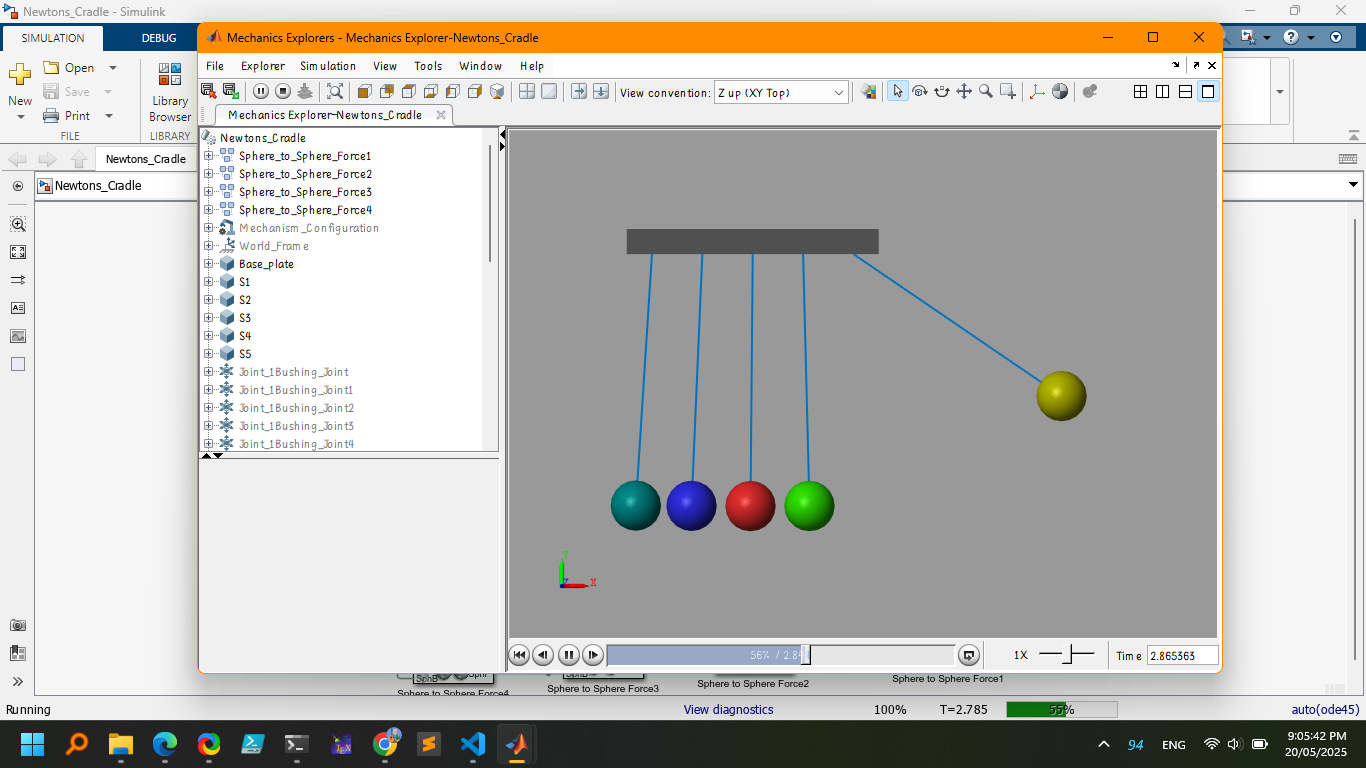 Newtons_Cradle - Simulink
SIMULATION
DEBUG
New
Open
Save
Print
FILE
Library
Browser
LIBRARY
Newtons_Cradle
Newtons_Cradle
Mechanics Explorers - Mechanics Explorer-Newtons_Cradle
File Explorer Simulation View Tools Window Help
View convention: Z up (XY Top)
Mechanics Explorer-Newtons_Cradle
Newtons_Cradle
Sphere_to_Sphere_Force1
Sphere_to_Sphere_Force2
Sphere_to_Sphere_Force3
Sphere_to_Sphere_Force4
Mechanism_Configuration
World_Frame
Base_plate
S1
S2
S3
S4
S5
Joint_1Bushing_Joint
Joint_1Bushing_Joint1
Joint_1Bushing_Joint2
Joint_1Bushing_Joint3
Joint_1Bushing_Joint4
Y
Z
X
56% / 2.8
1X
Time 2.865363
SphB
SphB
Sphere to Sphere Force4
Sphere to Sphere Force3
Sphere to Sphere Force2
Sphere to Sphere Force1
Running
View diagnostics
100%
T=2.785
55%
auto(ode45)
94
ENG
9:05:42 PM
20/05/2025